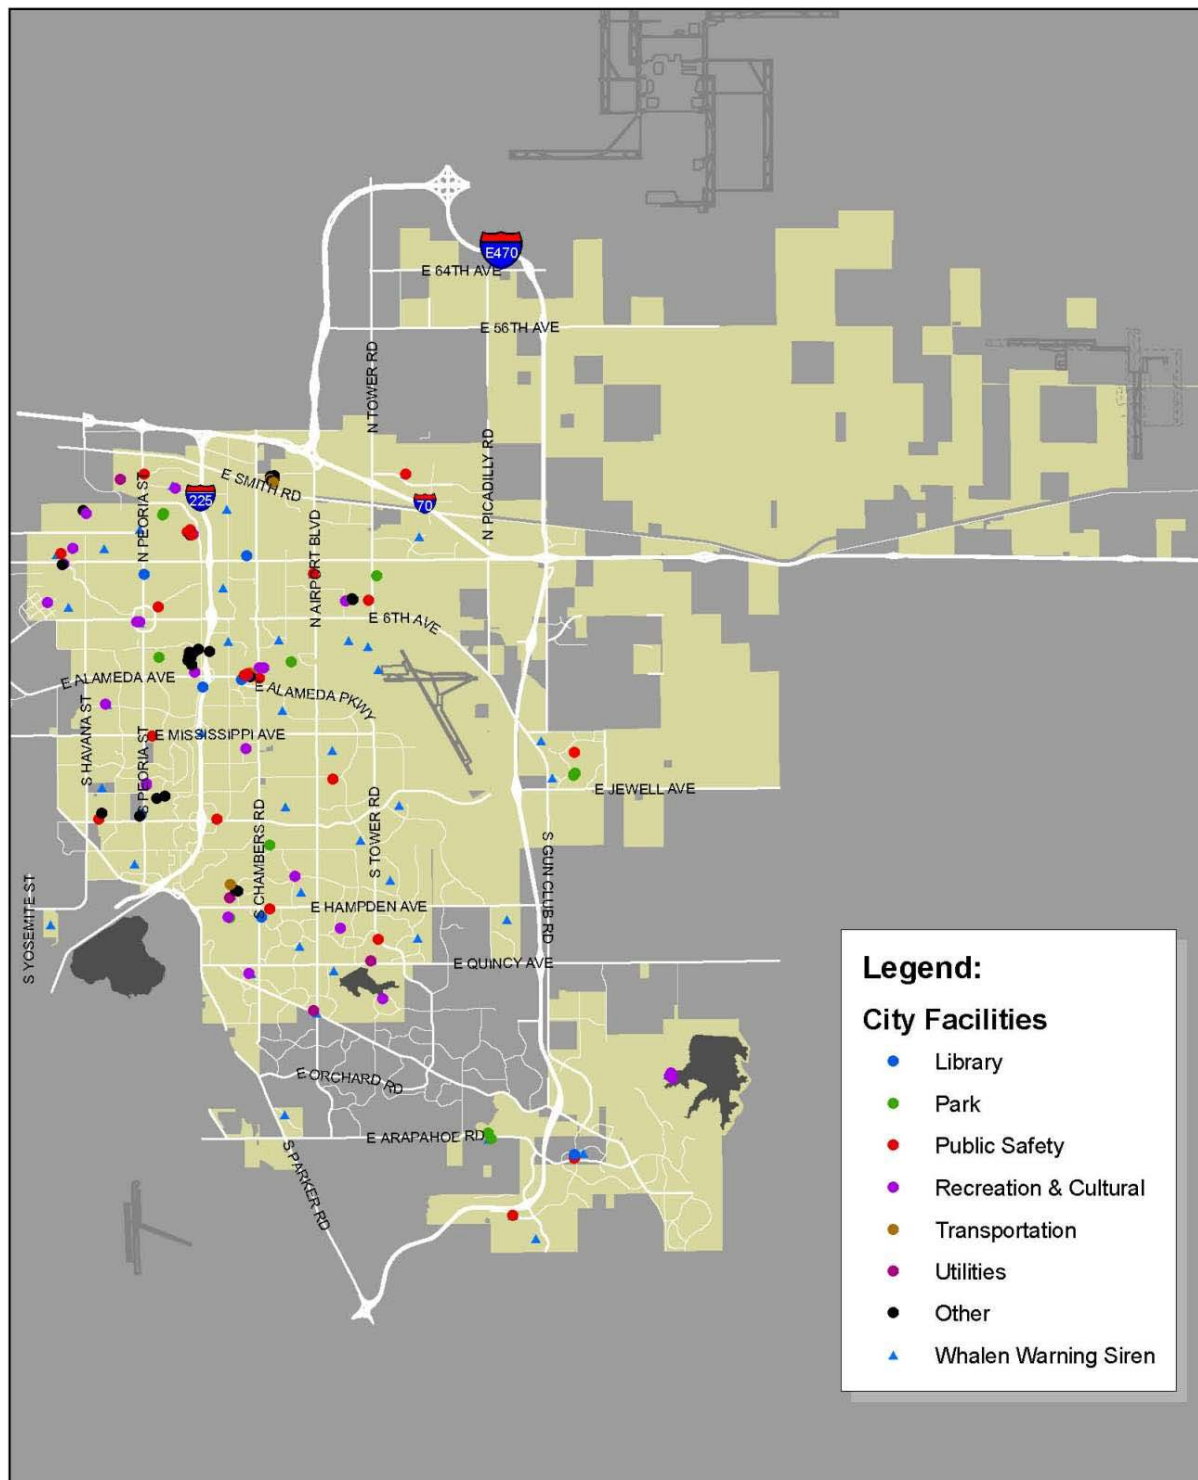 E470
E 64TH AVE
E 56TH AVE
N TOWER RD
N PICADILLY RD
E SMITH RD
225
70
N PEORIA ST
N AIRPORT BLVD
E 6TH AVE
E ALAMEDA AVE
E ALAMEDA PKWY
S HAVANA ST
S PEORIA ST
E MISSISSIPPI AVE
E JEWELL AVE
S CHAMBERS RD
S TOWER RD
S GUN CLUB RD
S YOSEMITE ST
E HAMPDEN AVE
E QUINCY AVE
E ORCHARD RD
E ARAPAHOE RD
S PARKER RD
Legend:
City Facilities
Library
Park
Public Safety
Recreation & Cultural
Transportation
Utilities
Other
Whalen Warning Siren